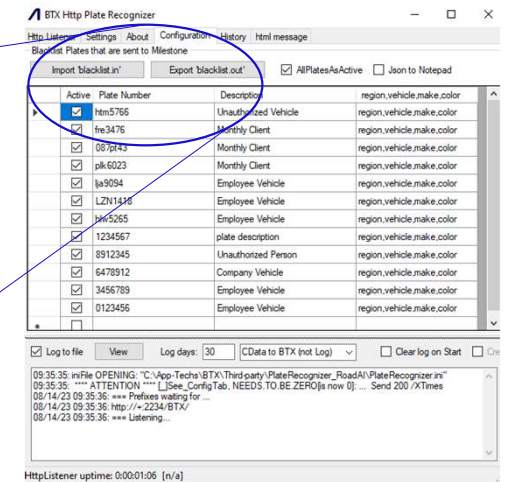 BTX Http Plate Recognizer
Http Listener Settings About Configuration History html message
Blacklist Plates that are sent to Milestone
Import 'blacklist.in' Export 'blacklist.out' AllPlatesAsActive Json to Notepad
Active Plate Number Description region,vehicle,make,color
htm5766 Unauthorized Vehicle region,vehicle,make,color
fre3476 Monthly Client region,vehicle,make,color
087pt43 Monthly Client region,vehicle,make,color
plk6023 Monthly Client region,vehicle,make,color
lja9094 Employee Vehicle region,vehicle,make,color
LZN1418 Employee Vehicle region,vehicle,make,color
hlw5265 Employee Vehicle region,vehicle,make,color
1234567 plate description region,vehicle,make,color
8912345 Unauthorized Person region,vehicle,make,color
6478912 Company Vehicle region,vehicle,make,color
3456789 Employee Vehicle region,vehicle,make,color
0123456 Employee Vehicle region,vehicle,make,color
Log to file View Log days: 30 CData to BTX (not Log) Clear log on Start Cre
09:35:35: iniFile OPENING: "C:\App-Techs\BTX\Third-party\PlateRecognizer_RoadAI\PlateRecognizer.ini"
09:35:35: **** ATTENTION **** [_]See_ConfigTab, NEEDS.TO.BE.ZERO[is now 0]: ... Send 200 /XTimes
08/14/23 09:35:36: === Prefixes waiting for ...
08/14/23 09:35:36: http://+:2234/BTX/
08/14/23 09:35:36: === Listening...
HttpListener uptime: 0:00:01:06 [n/a]